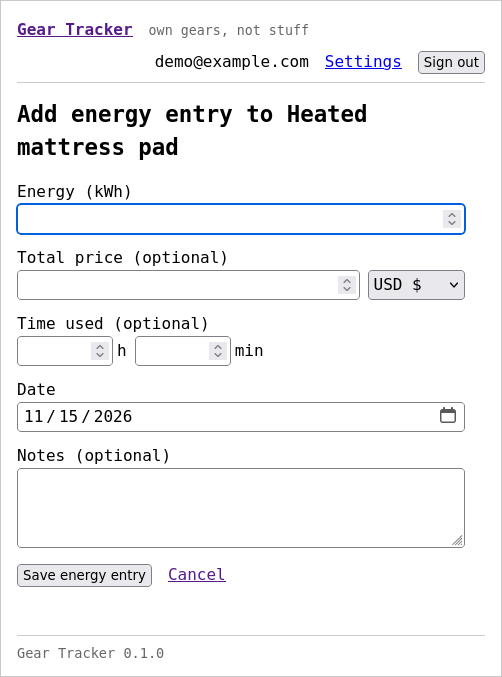 Gear Tracker own gears, not stuff
demo@example.com Settings Sign out
Add energy entry to Heated
mattress pad
Energy (kWh)
Total price (optional)
USD $
Time used (optional)
h min
Date
11/15/2026
Notes (optional)
Save energy entry Cancel
Gear Tracker 0.1.0